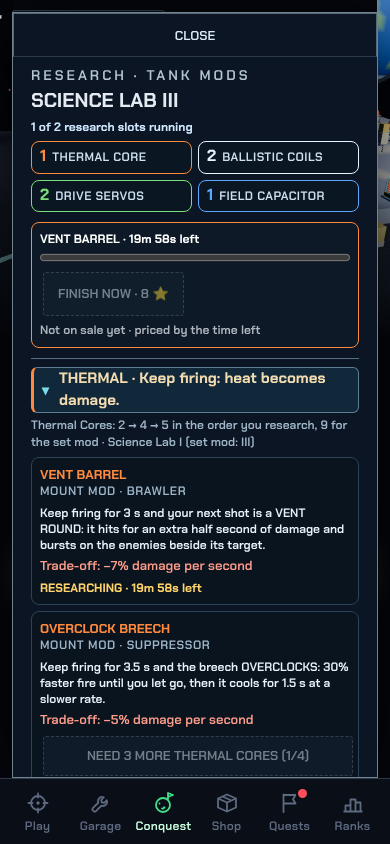 CLOSE
RESEARCH · TANK MODS
SCIENCE LAB III
1 of 2 research slots running
1 THERMAL CORE
2 BALLISTIC COILS
2 DRIVE SERVOS
1 FIELD CAPACITOR
VENT BARREL · 19m 58s left
FINISH NOW · 8 ⭐
Not on sale yet · priced by the time left
▼ THERMAL · Keep firing: heat becomes
damage.
Thermal Cores: 2 → 4 → 5 in the order you research, 9 for
the set mod · Science Lab I (set mod: III)
VENT BARREL
MOUNT MOD · BRAWLER
Keep firing for 3 s and your next shot is a VENT
ROUND: it hits for an extra half second of damage and
bursts on the enemies beside its target.
Trade-off: −7% damage per second
RESEARCHING · 19m 58s left
OVERCLOCK BREECH
MOUNT MOD · SUPPRESSOR
Keep firing for 3.5 s and the breech OVERCLOCKS: 30%
faster fire until you let go, then it cools for 1.5 s at a
slower rate.
Trade-off: −5% damage per second
NEED 3 MORE THERMAL CORES (1/4)
Play
Garage
Conquest
Shop
Quests
Ranks